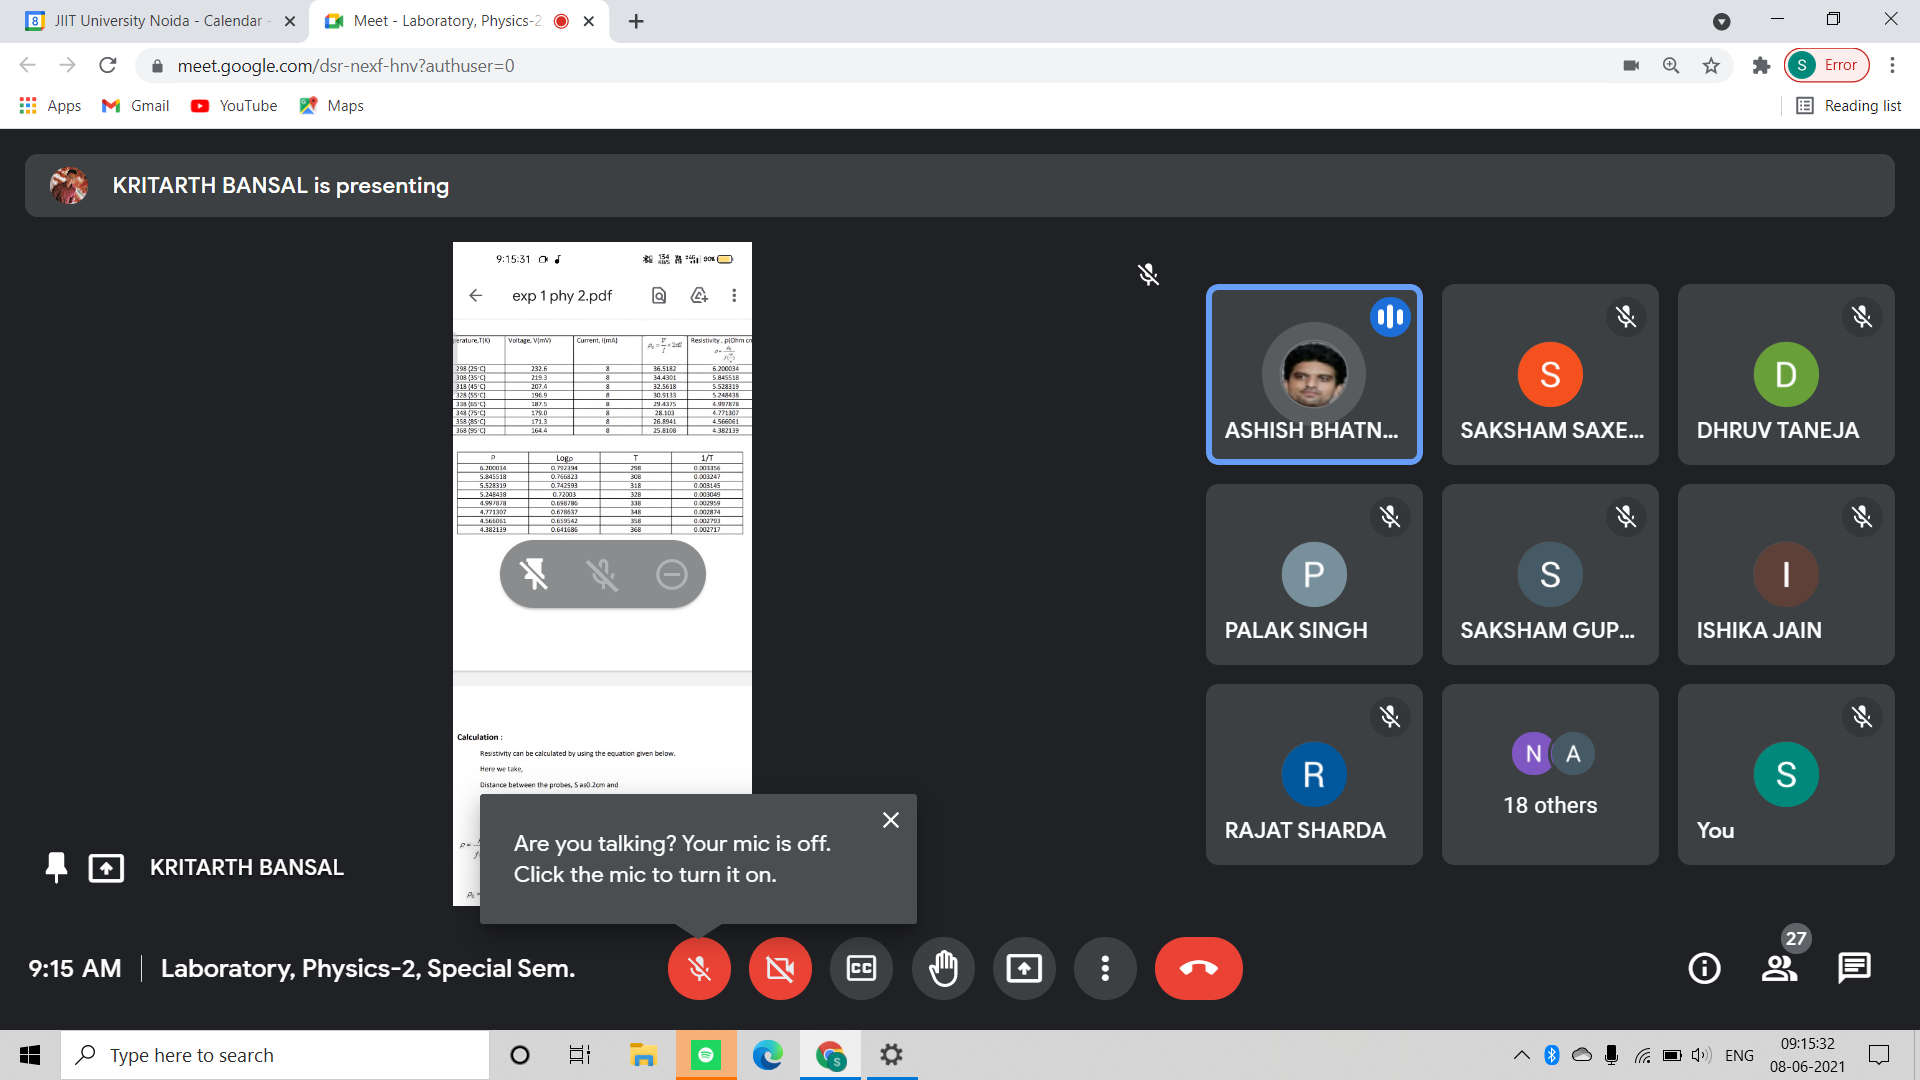 JIIT University Noida - Calendar -
Meet - Laboratory, Physics-2
meet.google.com/dsr-nexf-hnv?authuser=0
S Error
Apps Gmail YouTube Maps
Reading list
KRITARTH BANSAL is presenting
9:15:31
90%
exp 1 phy 2.pdf
erature,T(K) Voltage, V(mV) Current, I(mA) Resistivity , ρ(Ohm cm
298 (25°C) 232.6 8 36.5182 6.200034
308 (35°C) 219.3 8 34.4301 5.845518
318 (45°C) 207.4 8 32.5618 5.528319
328 (55°C) 196.9 8 30.9133 5.248438
338 (65°C) 187.5 8 29.4375 4.997878
348 (75°C) 179.0 8 28.103 4.771307
358 (85°C) 171.3 8 26.8941 4.566061
368 (95°C) 164.4 8 25.8108 4.382139
ρ Logρ T 1/T
6.200034 0.792394 298 0.003356
5.845518 0.766823 308 0.003247
5.528319 0.742593 318 0.003145
5.248438 0.72003 328 0.003049
4.997878 0.698786 338 0.002959
4.771307 0.678637 348 0.002874
4.566061 0.659542 358 0.002793
4.382139 0.641686 368 0.002717
Calculation :
Resistivity can be calculated by using the equation given below.
Here we take,
Distance between the probes, S as0.2cm and
Are you talking? Your mic is off.
Click the mic to turn it on.
KRITARTH BANSAL
ASHISH BHATN...
S
SAKSHAM SAXE...
D
DHRUV TANEJA
P
PALAK SINGH
S
SAKSHAM GUP...
I
ISHIKA JAIN
R
RAJAT SHARDA
N A
18 others
S
You
9:15 AM | Laboratory, Physics-2, Special Sem.
CC
27
Type here to search
ENG
09:15:32
08-06-2021